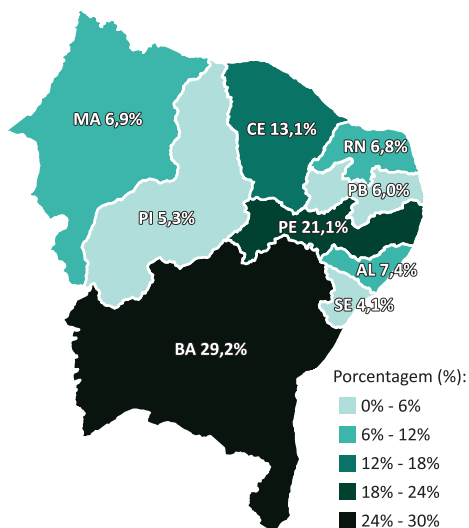 MA 6,9%
CE 13,1%
RN 6,8%
PB 6,0%
PI 5,3%
PE 21,1%
AL 7,4%
SE 4,1%
BA 29,2%
Porcentagem (%):
0% - 6%
6% - 12%
12% - 18%
18% - 24%
24% - 30%